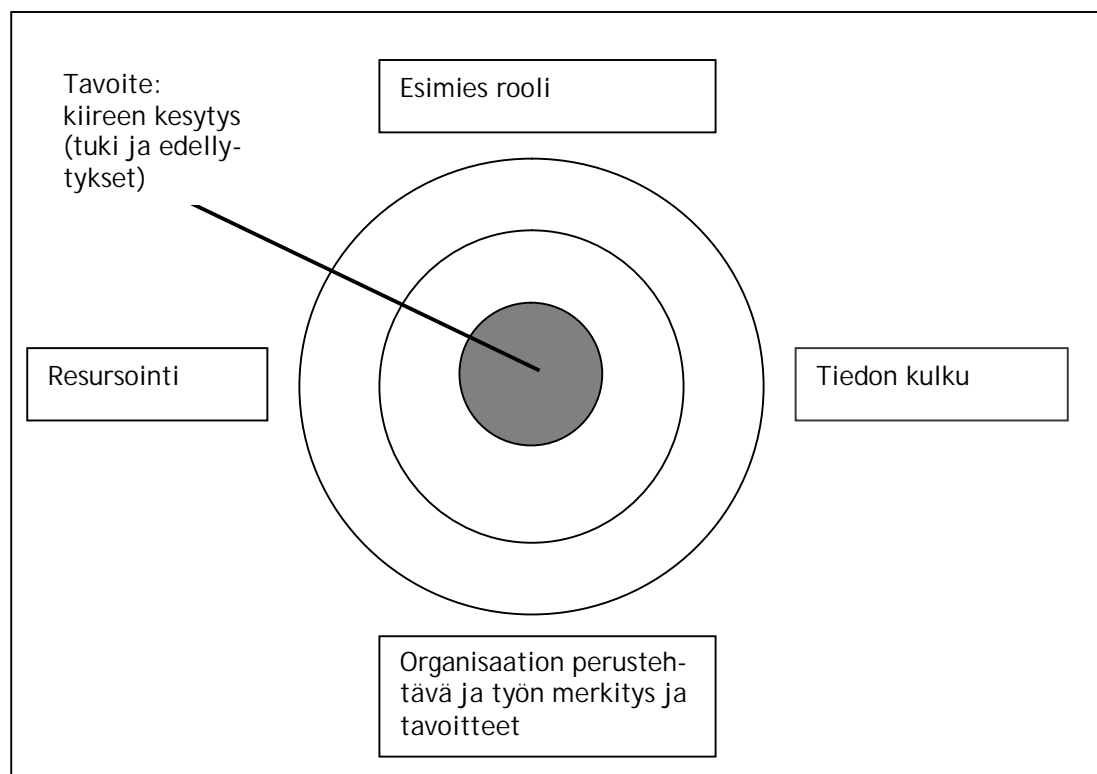 Tavoite:
kiireen kesytys
(tuki ja edelly-
tykset)
Esimies rooli
Resursointi
Tiedon kulku
Organisaation perusteh-
tävä ja työn merkitys ja
tavoitteet